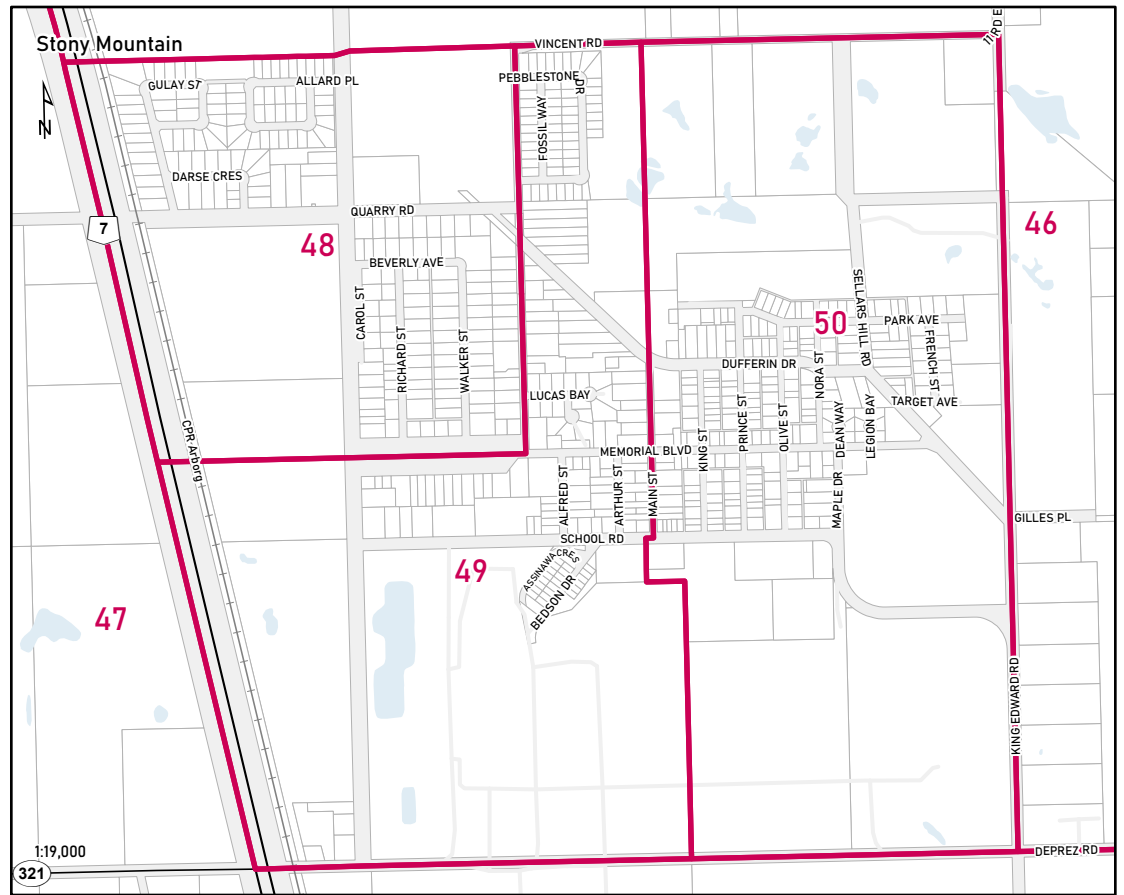 Stony Mountain
VINCENT RD
11 RD E
GULAY ST
ALLARD PL
PEBBLESTONE DR
FOSSIL WAY
N
DARSE CRES
QUARRY RD
7
48
46
BEVERLY AVE
CAROL ST
RICHARD ST
WALKER ST
SELLARS HILL RD
50
PARK AVE
FRENCH ST
DUFFERIN DR
NORA ST
LUCAS BAY
TARGET AVE
PRINCE ST
OLIVE ST
DEAN WAY
LEGION BAY
CPR Arborg
MEMORIAL BLVD
KING ST
ALFRED ST
ARTHUR ST
MAIN ST
MAPLE DR
GILLES PL
SCHOOL RD
ASSINAWA CRES
49
BEDSON DR
47
KING EDWARD RD
1:19,000
DEPREZ RD
321